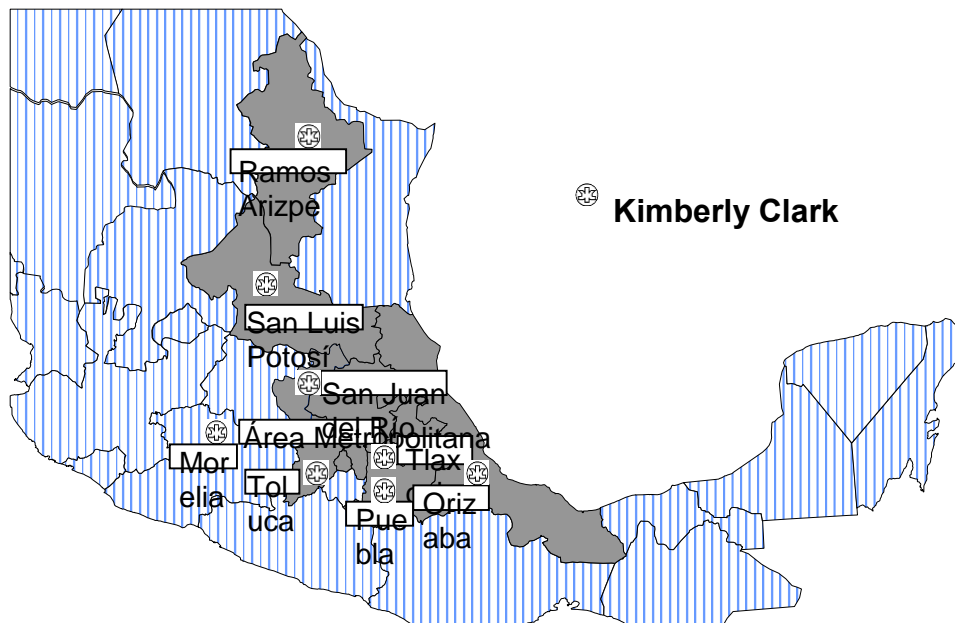 Ramos
Arizpe
Kimberly Clark
San Luis
Potosí
San Juan
del Río
Área Metropolitana
Mor
elia
Tlax
Tol
uca
Oriz
aba
Pue
bla